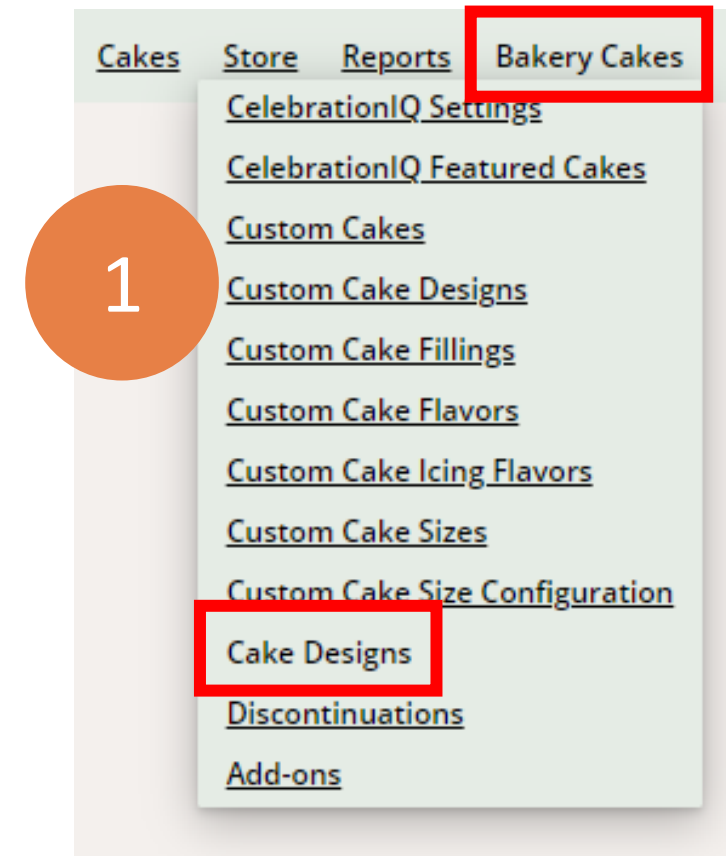 Cakes Store Reports Bakery Cakes
CelebrationIQ Settings
CelebrationIQ Featured Cakes
Custom Cakes
1
Custom Cake Designs
Custom Cake Fillings
Custom Cake Flavors
Custom Cake Icing Flavors
Custom Cake Sizes
Custom Cake Size Configuration
Cake Designs
Discontinuations
Add-ons